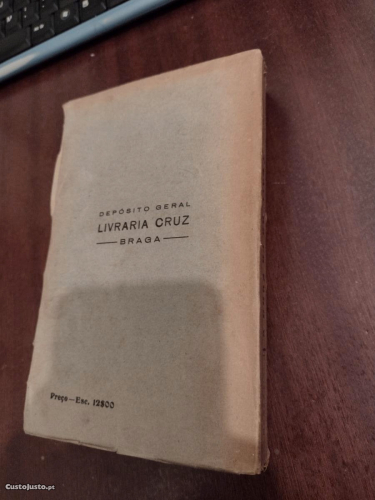 DEPÓSITO GERAL
LIVRARIA CRUZ
BRAGA
Preço—Esc. 12$00
CustoJusto.pt